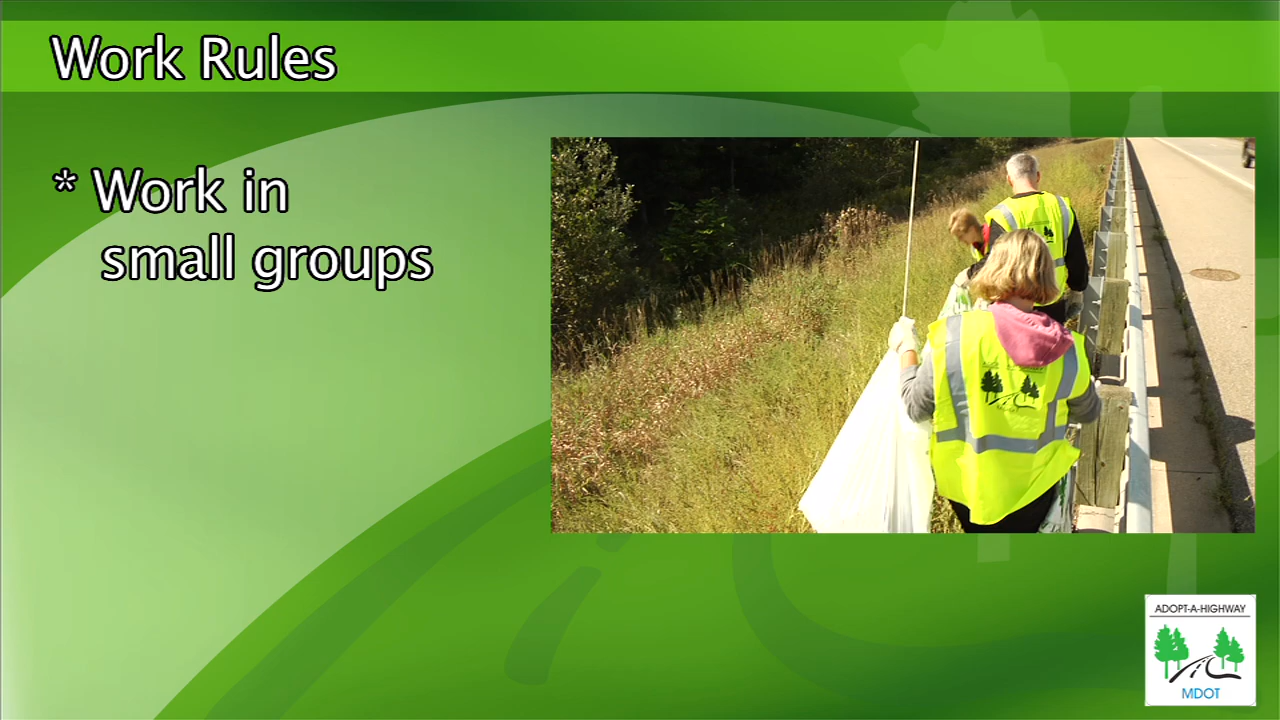 Work Rules
* Work in
small groups
ADOPT-A-HIGHWAY
MDOT